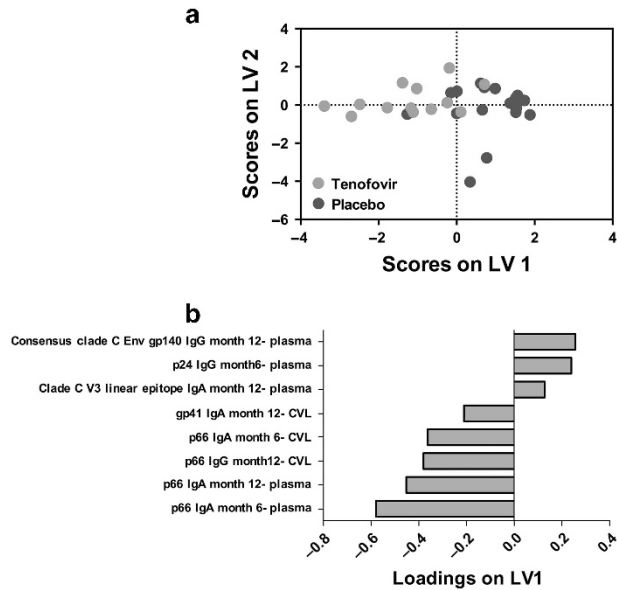 a
Scores on LV 2
4
2
0
−2
−4
−6
Tenofovir
Placebo
−4 −2 0 2 4
Scores on LV 1
b
Consensus clade C Env gp140 IgG month 12- plasma
p24 IgG month6- plasma
Clade C V3 linear epitope IgA month 12- plasma
gp41 IgA month 12- CVL
p66 IgA month 6- CVL
p66 IgG month12- CVL
p66 IgA month 12- plasma
p66 IgA month 6- plasma
−0.8 −0.6 −0.4 −0.2 0.0 0.2 0.4
Loadings on LV1